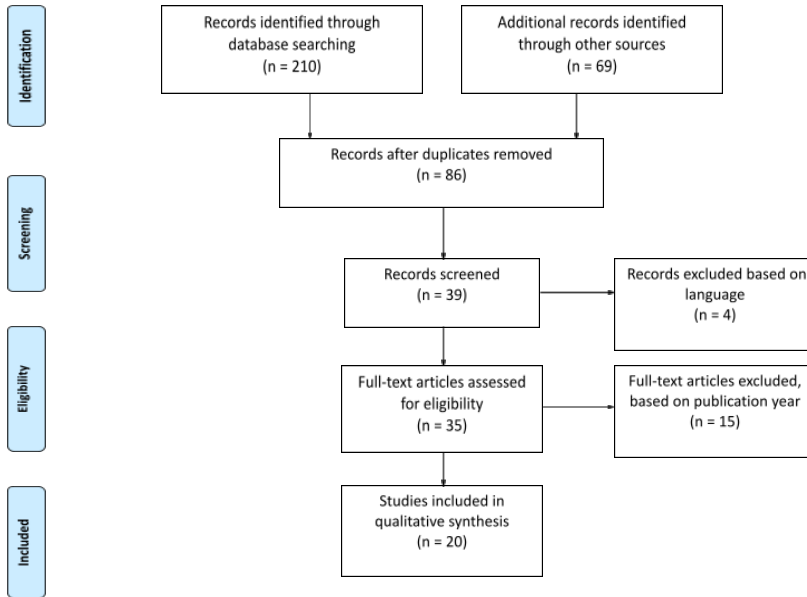 Identification
Records identified through
database searching
(n = 210)
Additional records identified
through other sources
(n = 69)
Records after duplicates removed
(n = 86)
Screening
Records screened
(n = 39)
Records excluded based on
language
(n = 4)
Eligibility
Full-text articles assessed
for eligibility
(n = 35)
Full-text articles excluded,
based on publication year
(n = 15)
Included
Studies included in
qualitative synthesis
(n = 20)